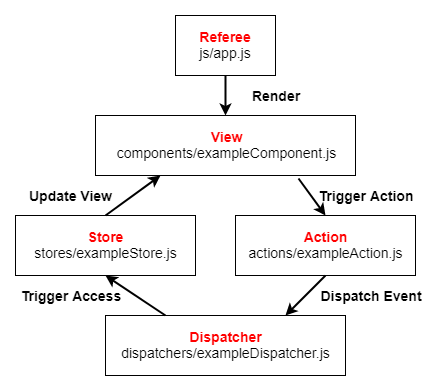 Referee
js/app.js
Render
View
components/exampleComponent.js
Update View
Trigger Action
Store
stores/exampleStore.js
Action
actions/exampleAction.js
Trigger Access
Dispatch Event
Dispatcher
dispatchers/exampleDispatcher.js